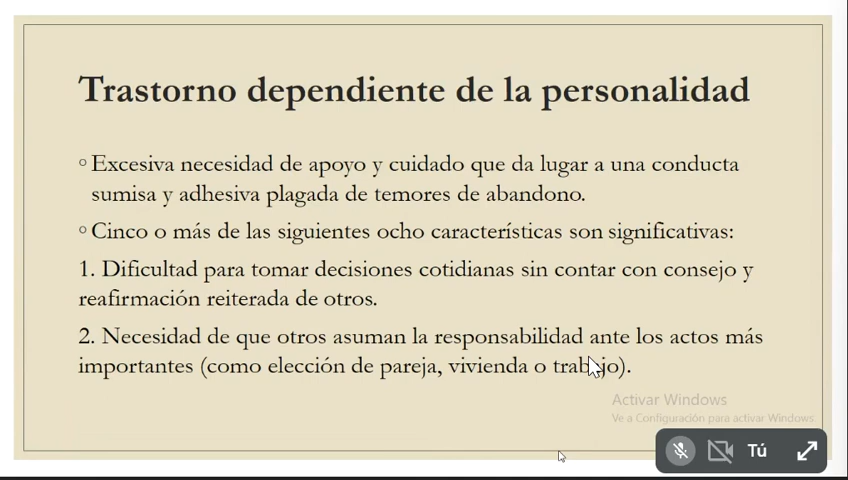 Trastorno dependiente de la personalidad
◦ Excesiva necesidad de apoyo y cuidado que da lugar a una conducta
sumisa y adhesiva plagada de temores de abandono.
◦ Cinco o más de las siguientes ocho características son significativas:
1. Dificultad para tomar decisiones cotidianas sin contar con consejo y
reafirmación reiterada de otros.
2. Necesidad de que otros asuman la responsabilidad ante los actos más
importantes (como elección de pareja, vivienda o trabajo).
Activar Windows
Ve a Configuración para activar Windows.
Tú